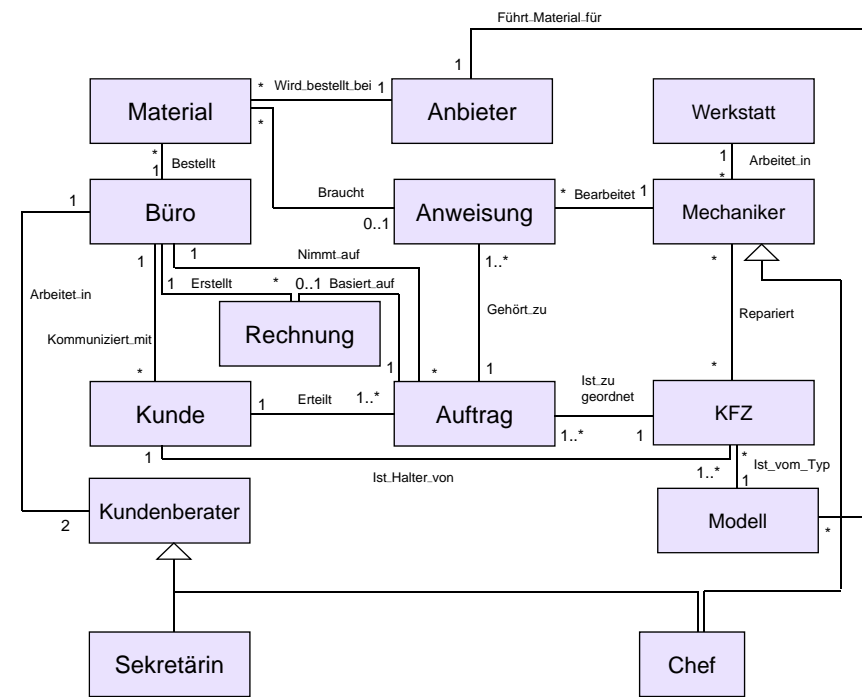 Führt_Material_für
1
* Wird_bestellt_bei 1
Material
Anbieter
Werkstatt
*
*
1
Bestellt
1
1
Arbeitet_in
*
Büro
Braucht
0..1
Anweisung
* Bearbeitet 1
Mechaniker
1
1
1
Nimmt_auf
1..*
*
Arbeitet_in
1 Erstellt * 0..1 Basiert_auf
Rechnung
Gehört_zu
Repariert
Kommuniziert_mit
*
1
*
1
*
Kunde
1 Erteilt 1..*
Auftrag
Ist_zu
geordnet
1..* 1
KFZ
1
Ist_Halter_von
1..*
*
Ist_vom_Typ
1
Kundenberater
2
Modell
*
Sekretärin
Chef